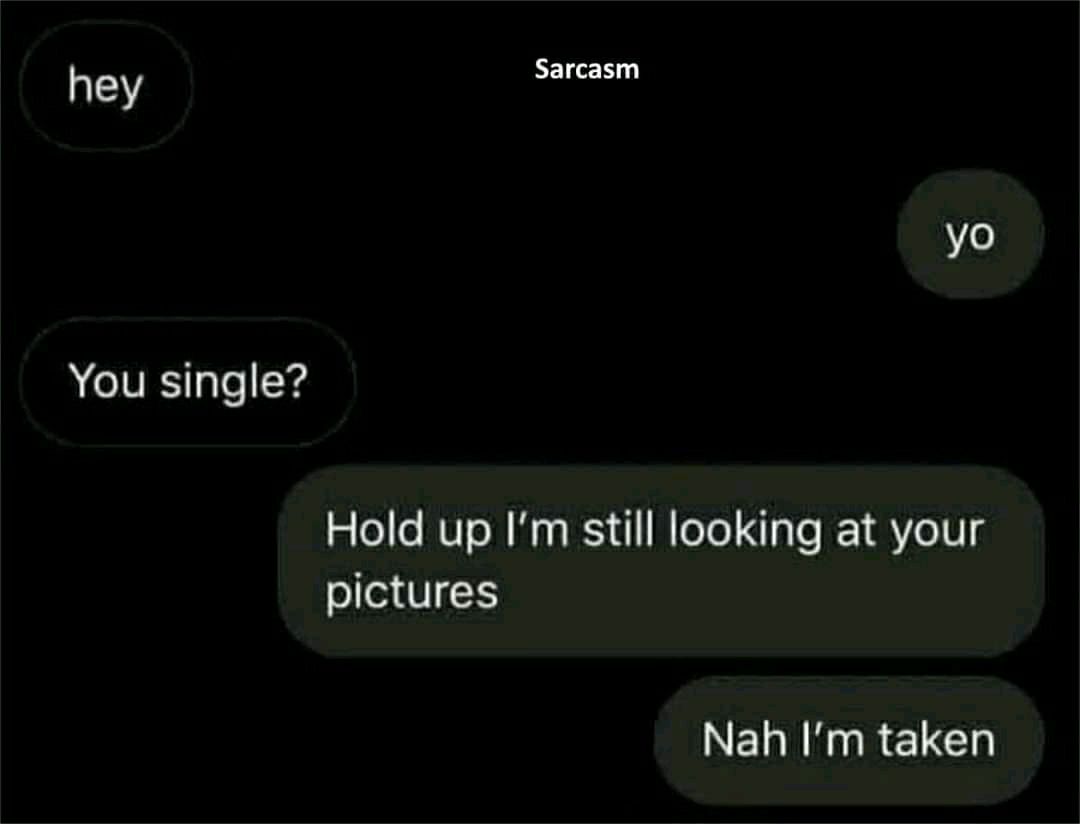 hey
Sarcasm
yo
You single?
Hold up I'm still looking at your
pictures
Nah I'm taken